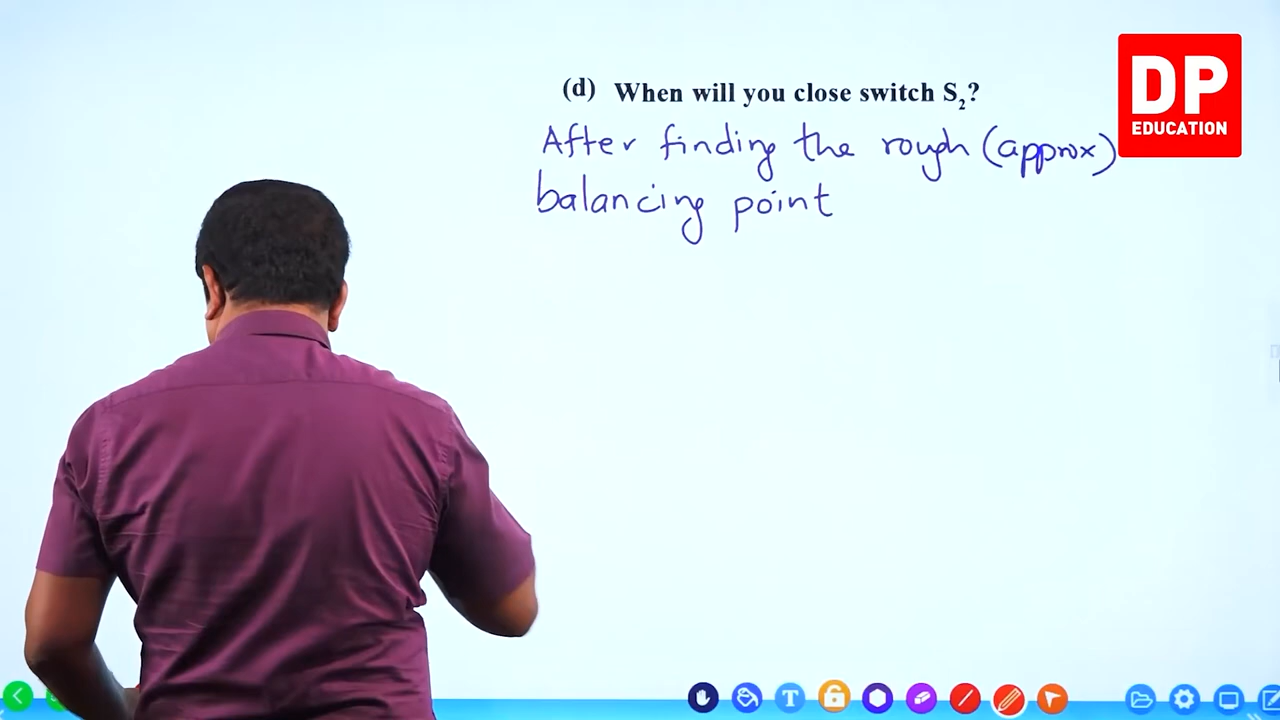 (d) When will you close switch S₂?
After finding the rough (approx)
balancing point
DP
EDUCATION